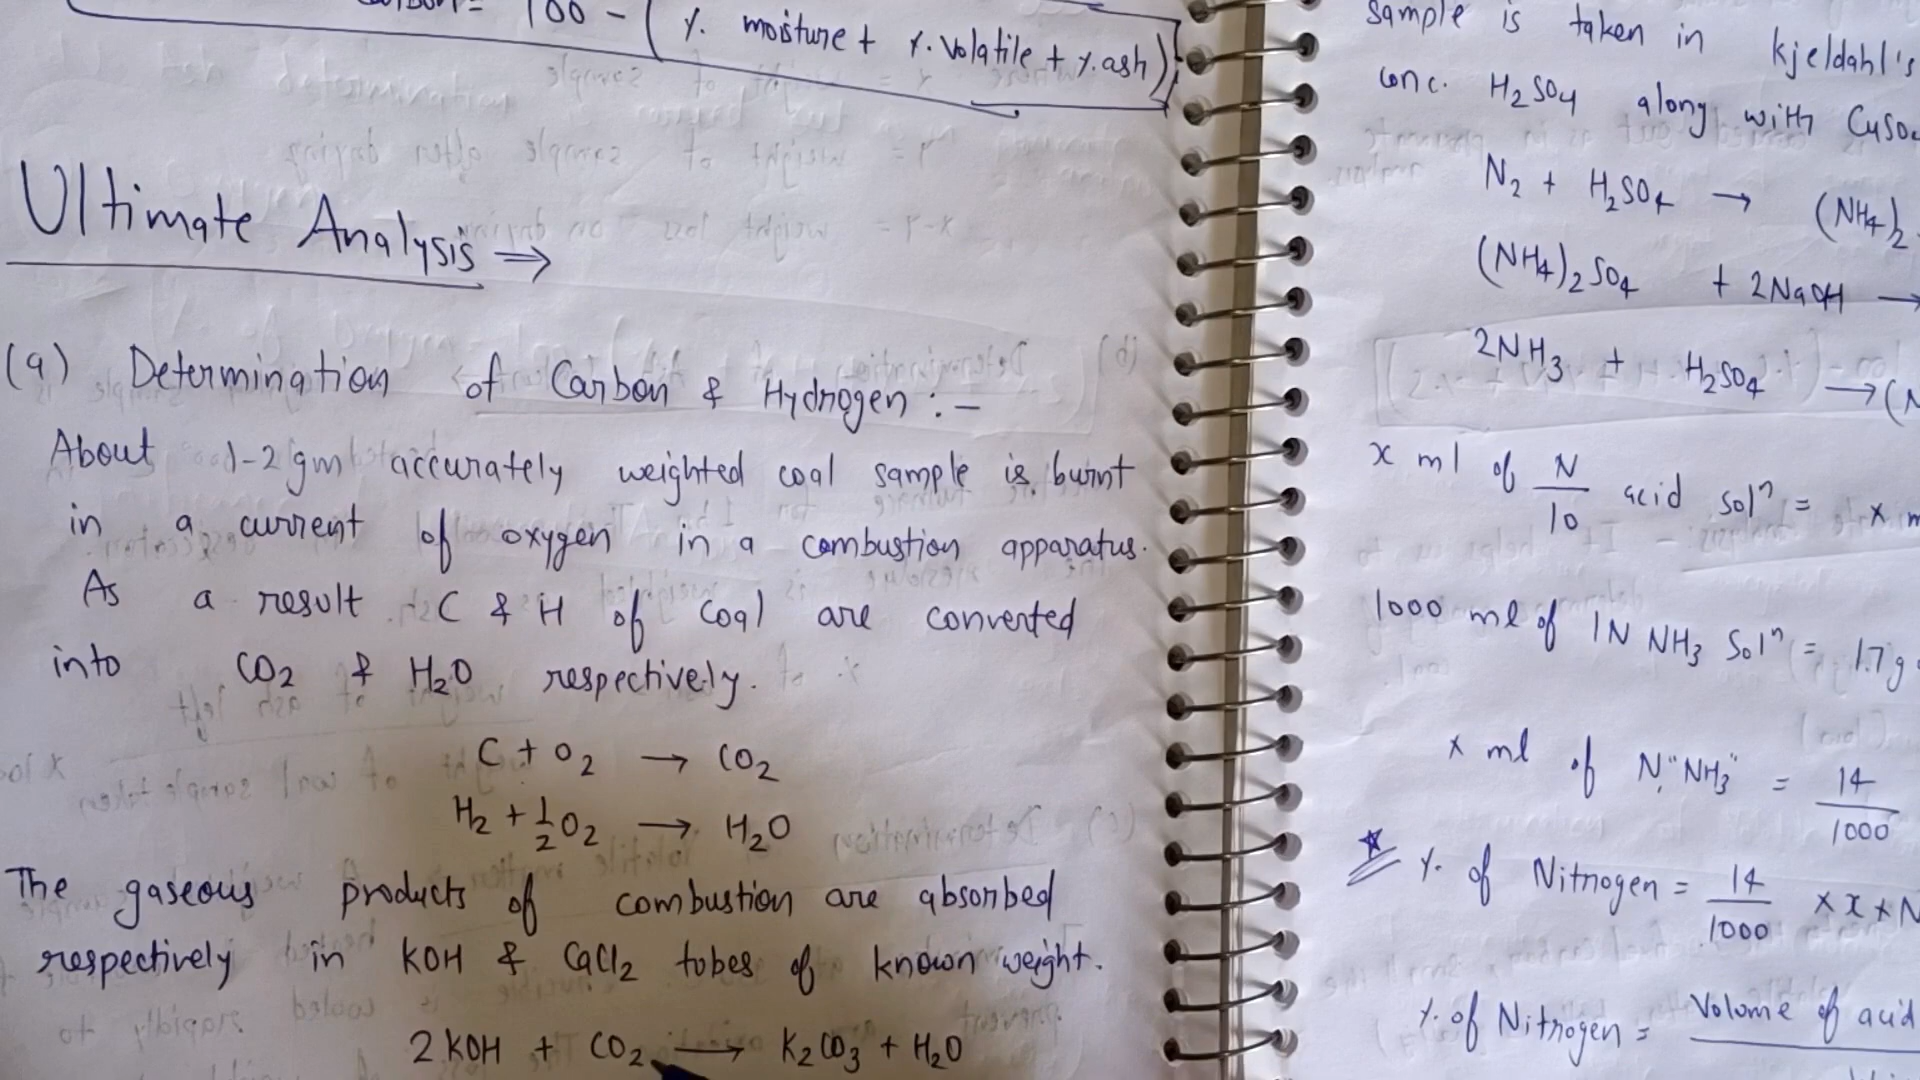 100 - ( % moisture + % volatile + % ash )
Ultimate Analysis →
(a) Determination of Carbon & Hydrogen :-
About 1-2 gm accurately weighted coal sample is burnt
in a current of oxygen in a combustion apparatus.
As a result C & H of coal are converted
into CO2 & H2O respectively.
C + O2 → CO2
H2 + 1/2 O2 → H2O
The gaseous products of combustion are absorbed
respectively in KOH & CaCl2 tubes of known weight.
2 KOH + CO2 → K2CO3 + H2O
sample is taken in kjeldahl's
conc. H2SO4 along with CuSO4
N2 + H2SO4 → (NH4)2
(NH4)2 SO4 + 2NaOH →
2NH3 + H2SO4 → (N
x ml of N/10 acid solⁿ = x m
1000 ml of 1N NH3 Solⁿ = 17g
x ml of N "NH3" = 14/1000
% of Nitrogen = 14/1000 × x × N
% of Nitrogen = Volume of acid